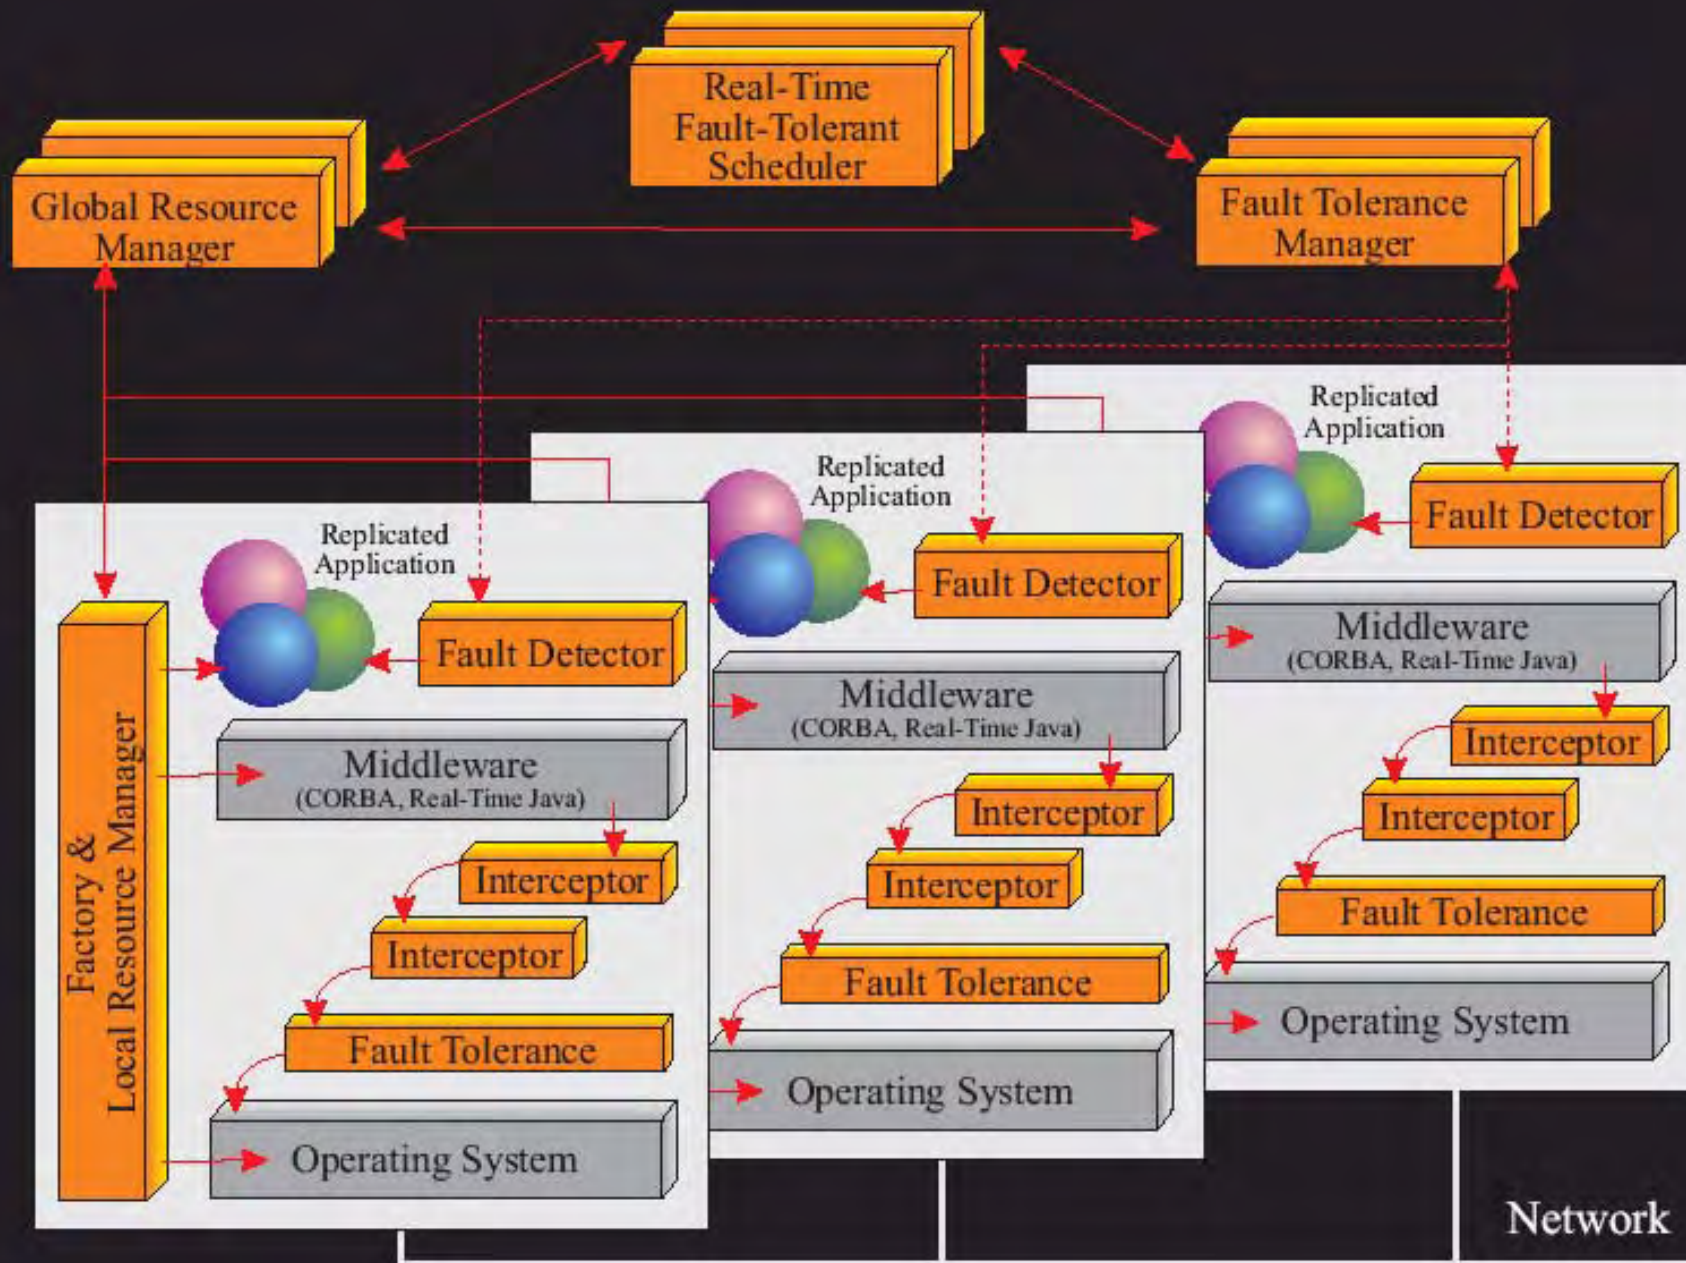 Real-Time
Fault-Tolerant
Scheduler
Global Resource
Manager
Fault Tolerance
Manager
Replicated
Application
Fault Detector
Middleware
(CORBA, Real-Time Java)
Interceptor
Interceptor
Fault Tolerance
Operating System
Replicated
Application
Fault Detector
Middleware
(CORBA, Real-Time Java)
Interceptor
Interceptor
Fault Tolerance
Operating System
Replicated
Application
Fault Detector
Middleware
(CORBA, Real-Time Java)
Interceptor
Interceptor
Fault Tolerance
Operating System
Factory &
Local Resource Manager
Network